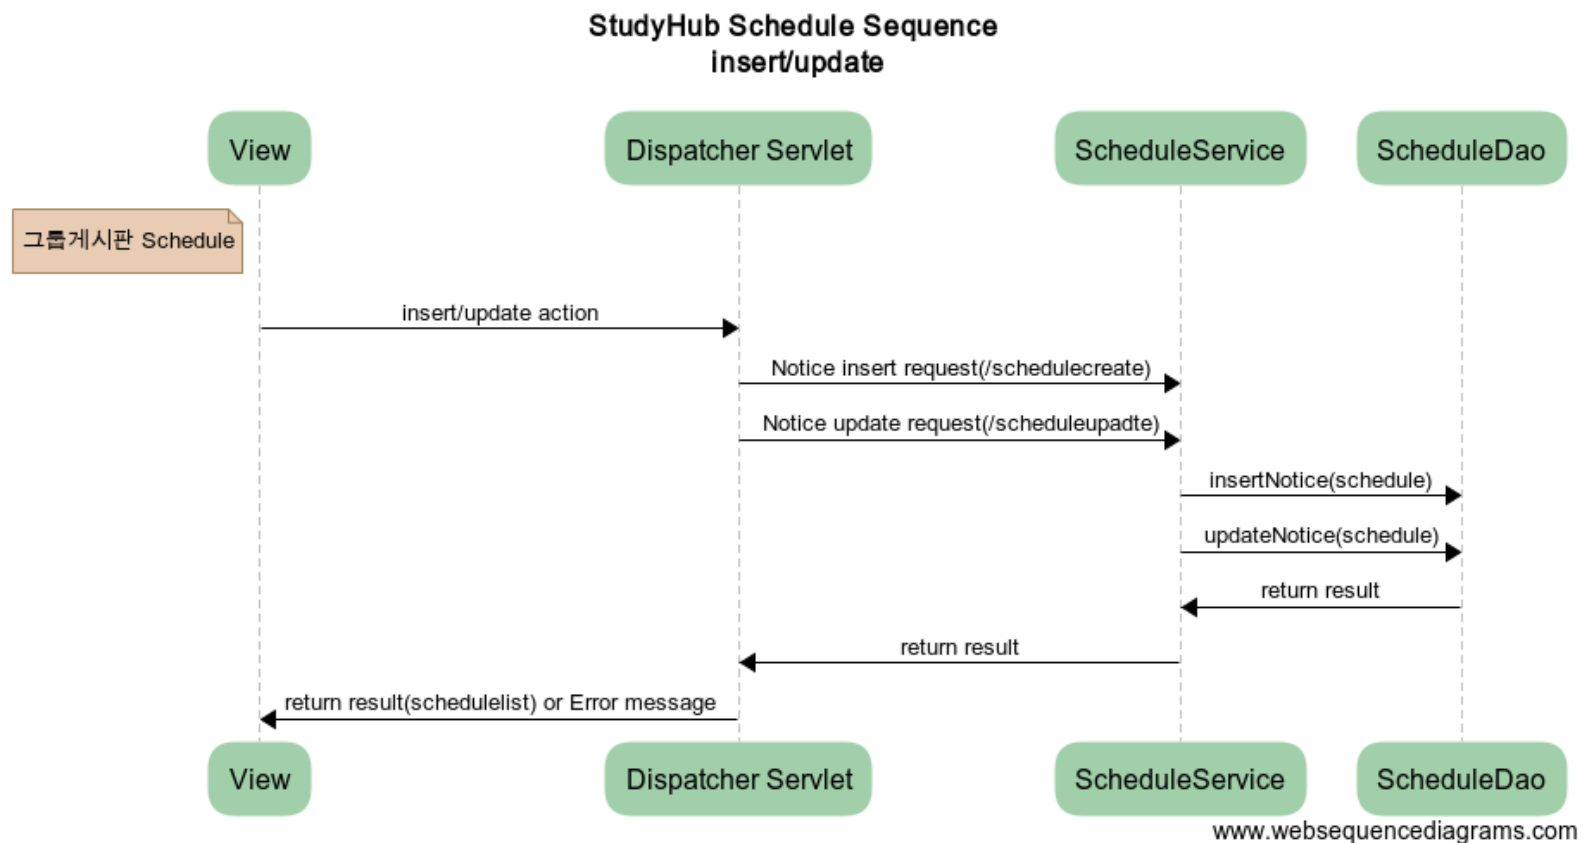 StudyHub Schedule Sequence
insert/update
View
Dispatcher Servlet
ScheduleService
ScheduleDao
그룹게시판 Schedule
insert/update action
Notice insert request(/schedulecreate)
Notice update request(/scheduleupadte)
insertNotice(schedule)
updateNotice(schedule)
return result
return result
return result(schedulelist) or Error message
View
Dispatcher Servlet
ScheduleService
ScheduleDao
www.websequencediagrams.com